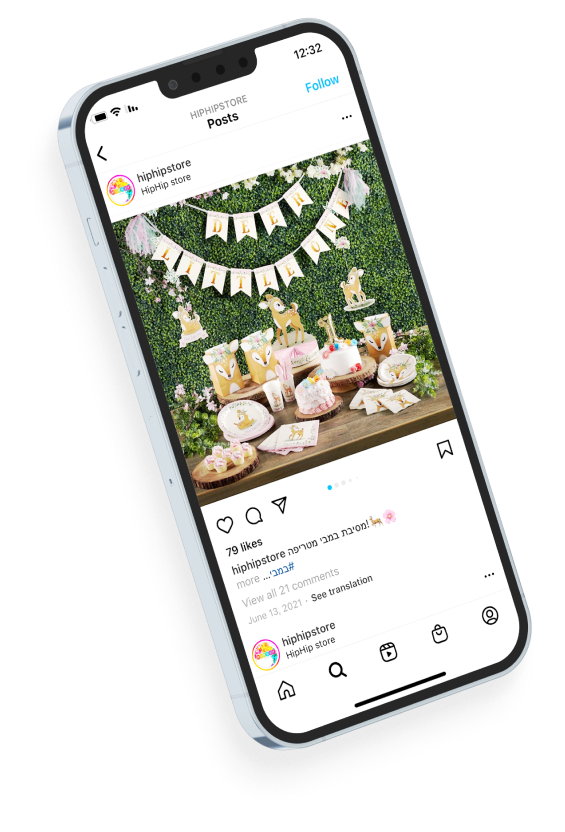 12:32
HIPHIPSTORE
Posts
Follow
hiphipstore
HipHip store
DEER
LITTLE ONE
1
79 likes
hiphipstore מסיבת במבי מטריפה!🦌🌸
#במבי... more
View all 21 comments
June 13, 2021 · See translation
hiphipstore
HipHip store